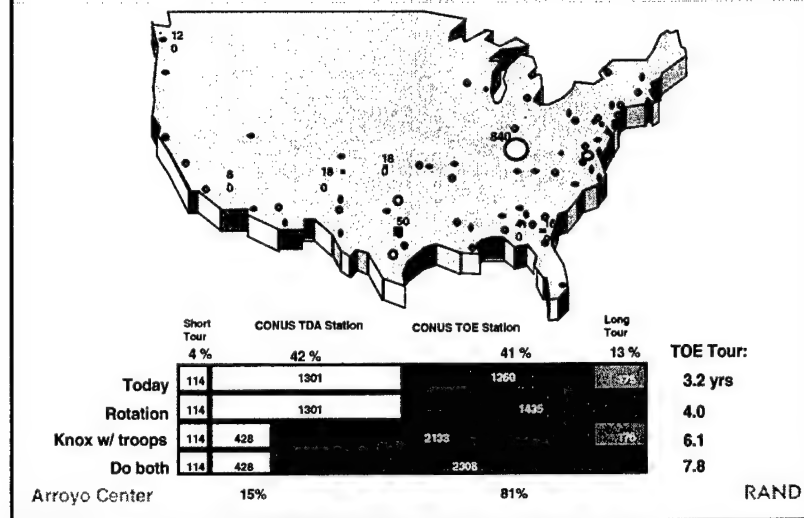 12
0
840
18
0
18
0
8
0
50
0
Short Tour
CONUS TDA Station
CONUS TOE Station
Long Tour
4 % 42 % 41 % 13 % TOE Tour:
Today 114 1301 1260 175 3.2 yrs
Rotation 114 1301 1435 4.0
Knox w/ troops 114 428 2133 175 6.1
Do both 114 428 2308 7.8
Arroyo Center 15% 81% RAND